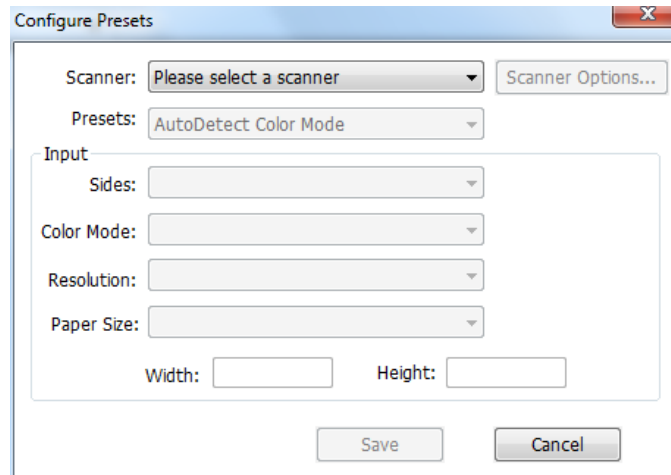 Configure Presets
X
Scanner: Please select a scanner Scanner Options...
Presets: AutoDetect Color Mode
Input
Sides:
Color Mode:
Resolution:
Paper Size:
Width: Height:
Save Cancel